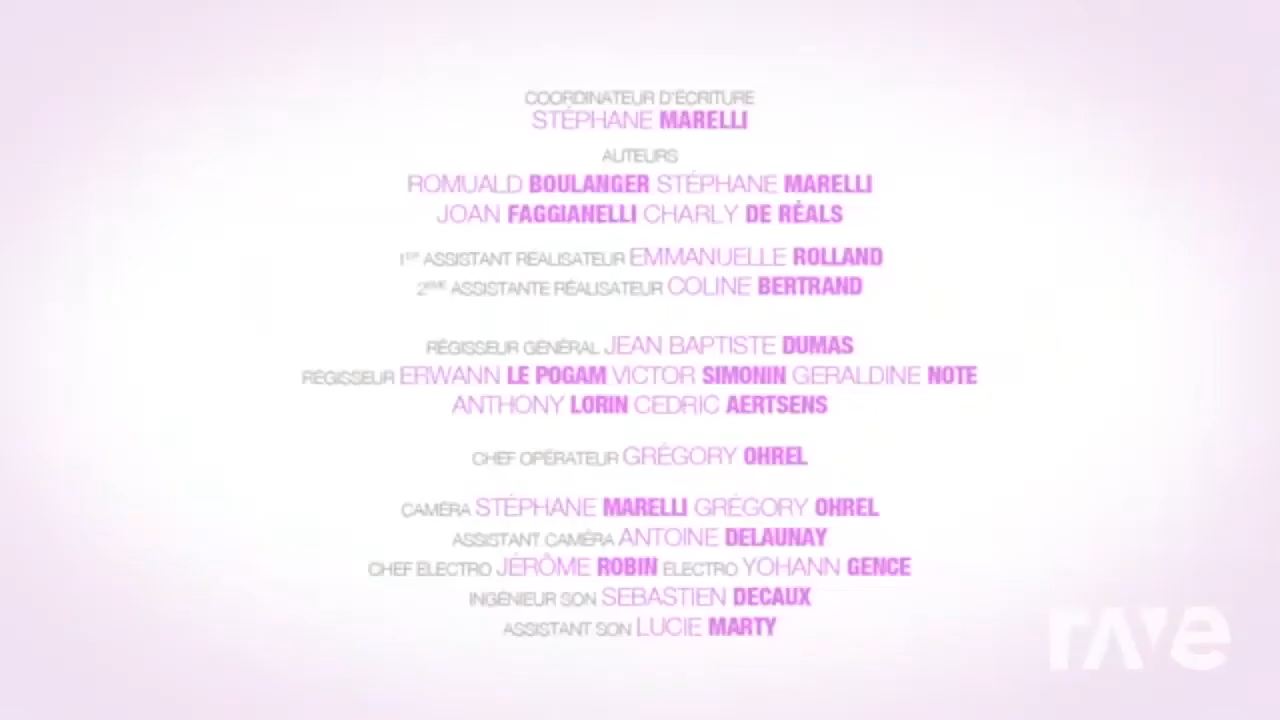 COORDINATEUR D'ÉCRITURE
STÉPHANE MARELLI
AUTEURS
ROMUALD BOULANGER STÉPHANE MARELLI
JOAN FAGGIANELLI CHARLY DE RÉALS
1ER ASSISTANT RÉALISATEUR EMMANUELLE ROLLAND
2ÈME ASSISTANTE RÉALISATEUR COLINE BERTRAND
RÉGISSEUR GÉNÉRAL JEAN BAPTISTE DUMAS
RÉGISSEUR ERWANN LE POGAM VICTOR SIMONIN GERALDINE NOTE
ANTHONY LORIN CEDRIC AERTSENS
CHEF OPÉRATEUR GRÉGORY OHREL
CAMÉRA STÉPHANE MARELLI GRÉGORY OHREL
ASSISTANT CAMÉRA ANTOINE DELAUNAY
CHEF ELECTRO JÉRÔME ROBIN ELECTRO YOHANN GENCE
INGÉNIEUR SON SEBASTIEN DECAUX
ASSISTANT SON LUCIE MARTY
rave